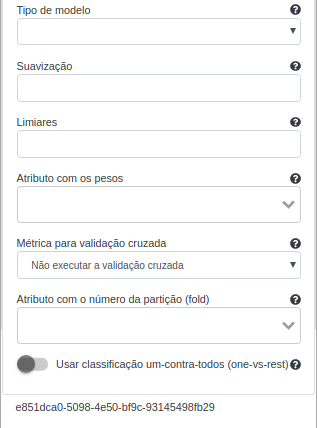 Tipo de modelo
Suavização
Limiares
Atributo com os pesos
Métrica para validação cruzada
Não executar a validação cruzada
Atributo com o número da partição (fold)
Usar classificação um-contra-todos (one-vs-rest)
e851dca0-5098-4e50-bf9c-93145498fb29